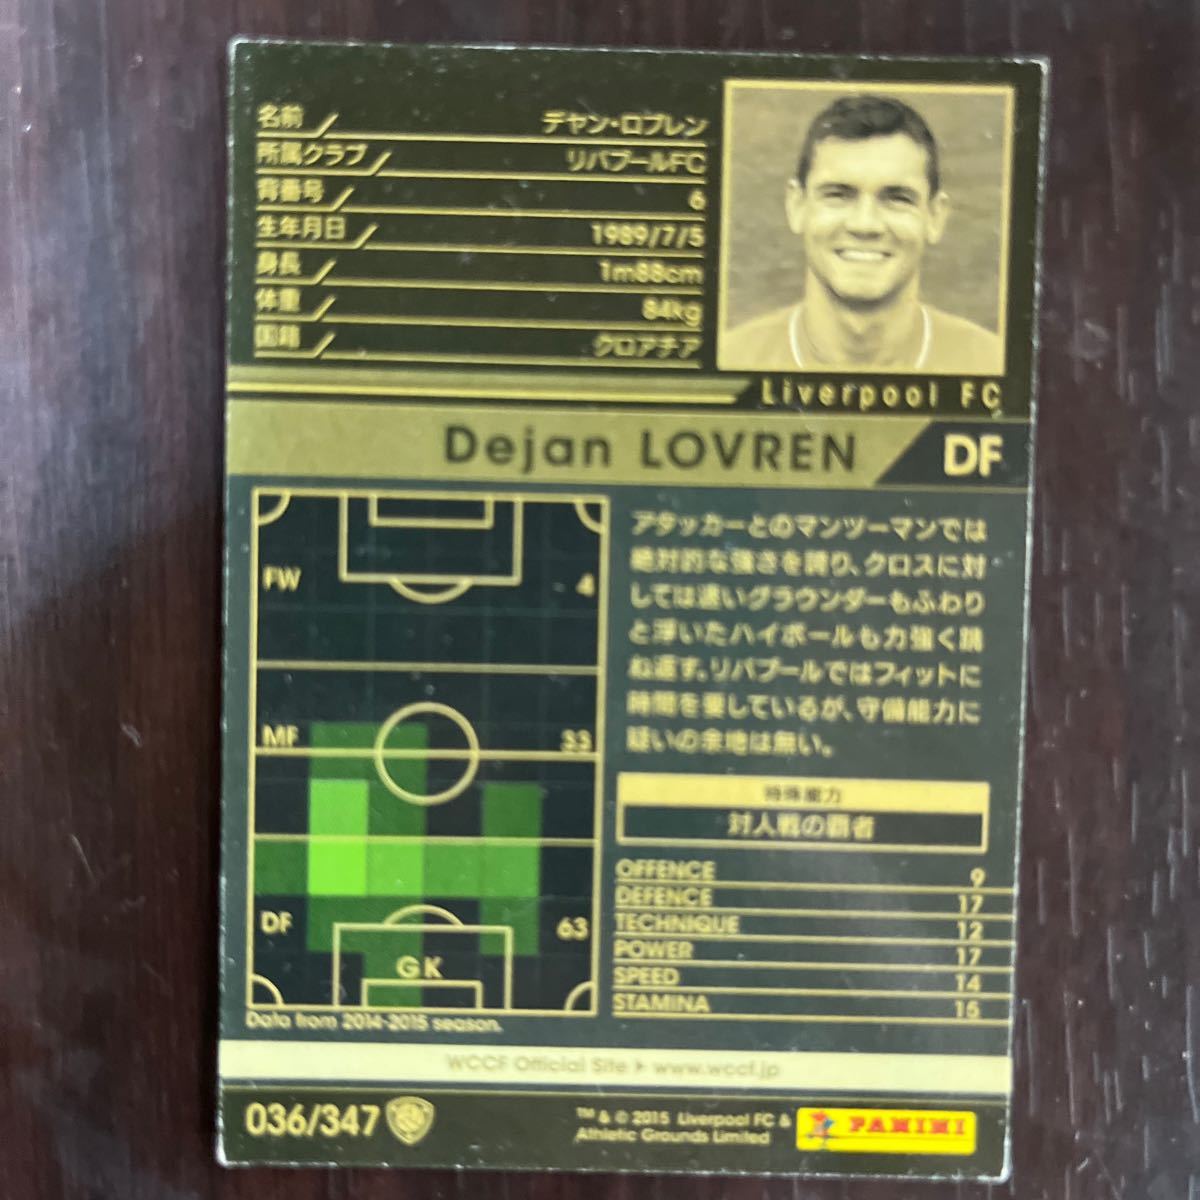 名前 デヤン・ロブレン
所属クラブ リバプールFC
背番号 6
生年月日 1989/7/5
身長 1m88cm
体重 84kg
国籍 クロアチア
Liverpool FC
Dejan LOVREN DF
FW 4
MF 33
DF 63
GK
Data from 2014-2015 season.
アタッカーとのマンツーマンでは
絶対的な強さを誇り、クロスに対
しては速いグラウンダーもふわり
と浮いたハイボールも力強く跳
ね返す。リバプールではフィットに
時間を要しているが、守備能力に
疑いの余地は無い。
特殊能力
対人戦の覇者
OFFENCE 9
DEFENCE 17
TECHNIQUE 12
POWER 17
SPEED 14
STAMINA 15
WCCF Official Site ▶ www.wccf.jp
036/347
™ & © 2015 Liverpool FC &
Athletic Grounds Limited
PANINI